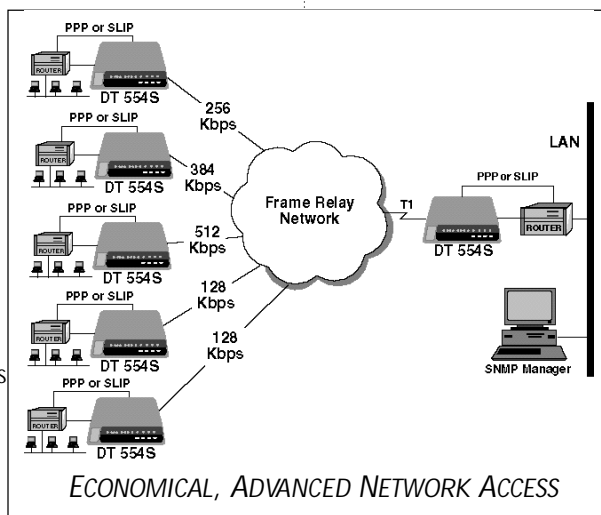 PPP or SLIP
ROUTER
DT 554S
256
Kbps
PPP or SLIP
ROUTER
DT 554S
384
Kbps
PPP or SLIP
ROUTER
DT 554S
512
Kbps
PPP or SLIP
ROUTER
DT 554S
128
Kbps
PPP or SLIP
ROUTER
DT 554S
128
Kbps
Frame Relay
Network
T1
PPP or SLIP
DT 554S
ROUTER
LAN
SNMP Manager
S
ECONOMICAL, ADVANCED NETWORK ACCESS